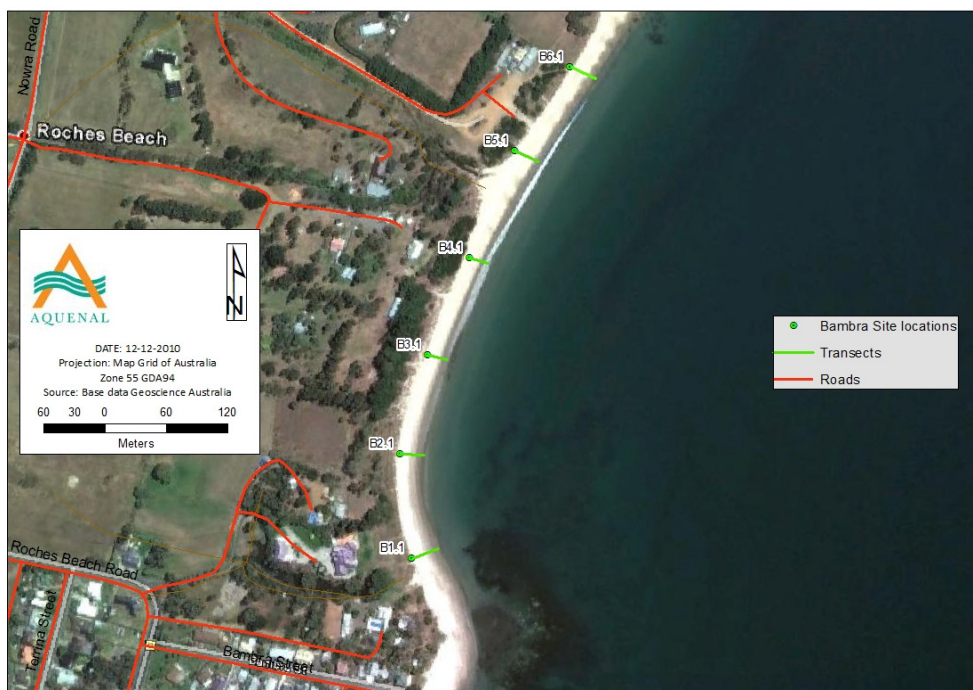 Nowra Road
Roches Beach
B6.1
B5.1
B4.1
B3.1
B2.1
B1.1
AQUENAL
N
DATE: 12-12-2010
Projection: Map Grid of Australia
Zone 55 GDA94
Source: Base data Geoscience Australia
60 30 0 60 120
Meters
Bambra Site locations
Transects
Roads
Roches Beach Road
Terrina Street
Bambra Street